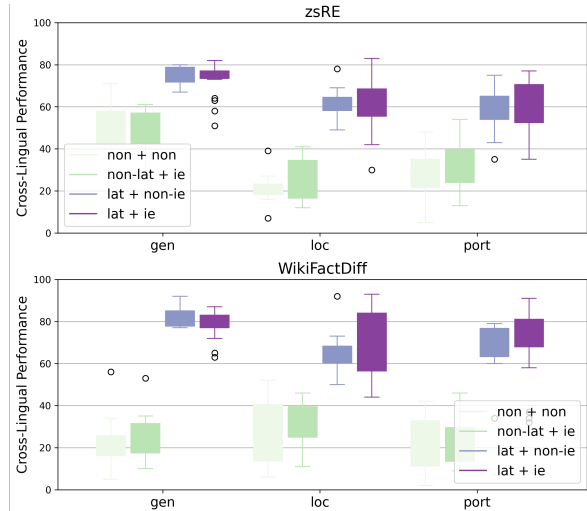 zsRE
Cross-Lingual Performance
100
80
60
40
20
0
non + non
non-lat + ie
lat + non-ie
lat + ie
gen
loc
port
WikiFactDiff
Cross-Lingual Performance
100
80
60
40
20
0
non + non
non-lat + ie
lat + non-ie
lat + ie
gen
loc
port